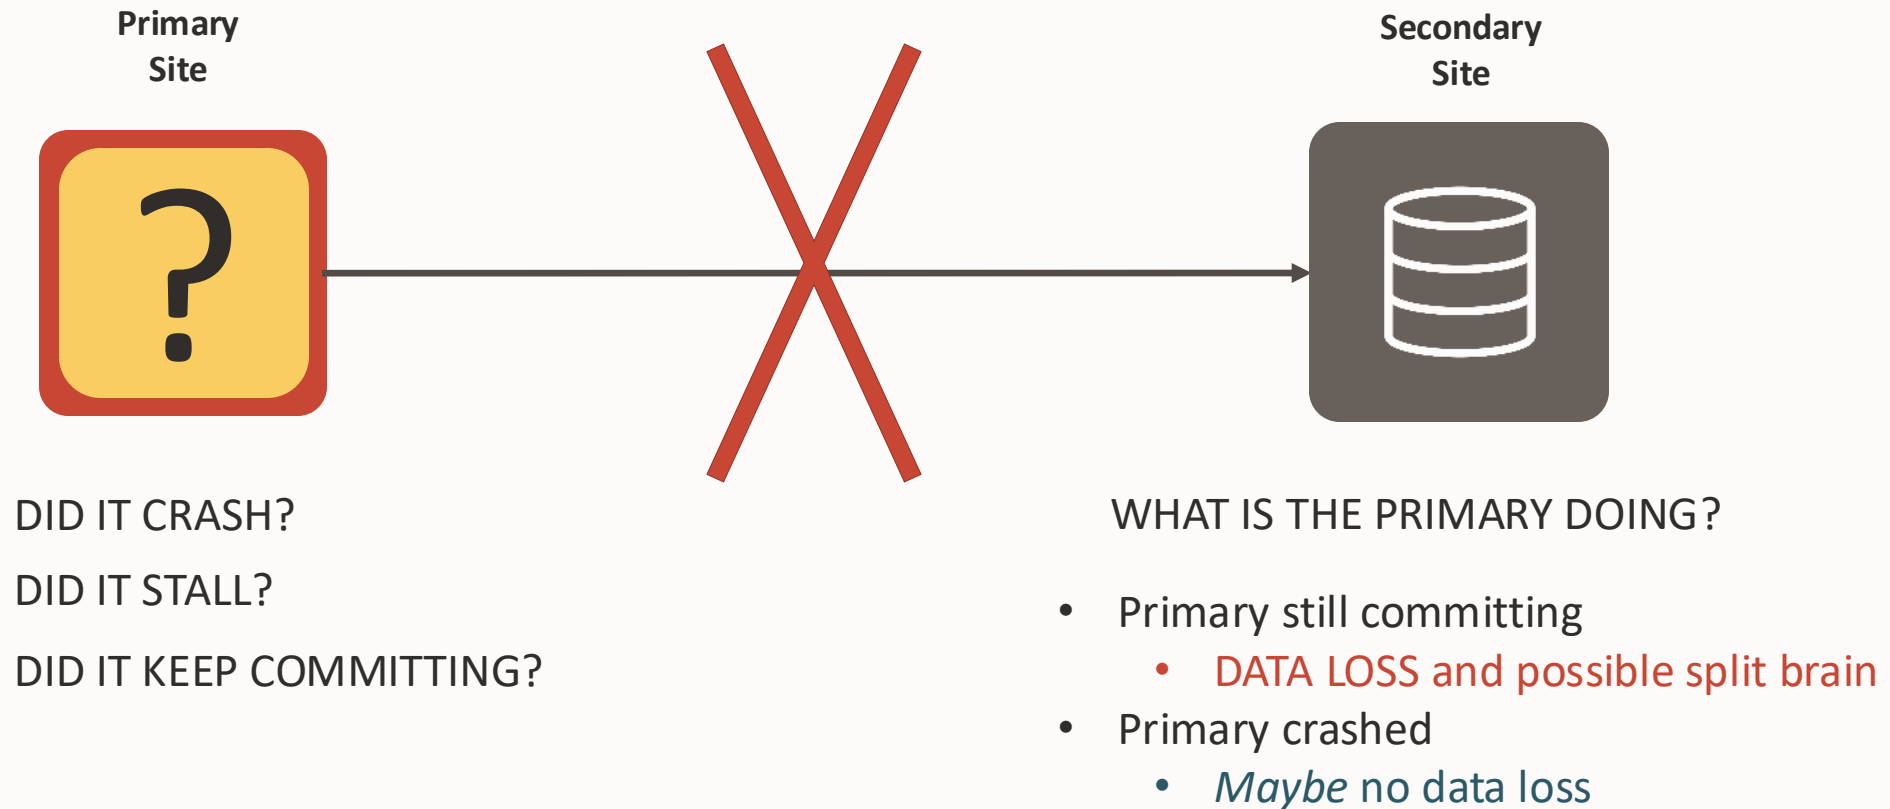 Primary
Site
Secondary
Site
?
DID IT CRASH?
DID IT STALL?
DID IT KEEP COMMITTING?
WHAT IS THE PRIMARY DOING?
• Primary still committing
• DATA LOSS and possible split brain
• Primary crashed
• Maybe no data loss